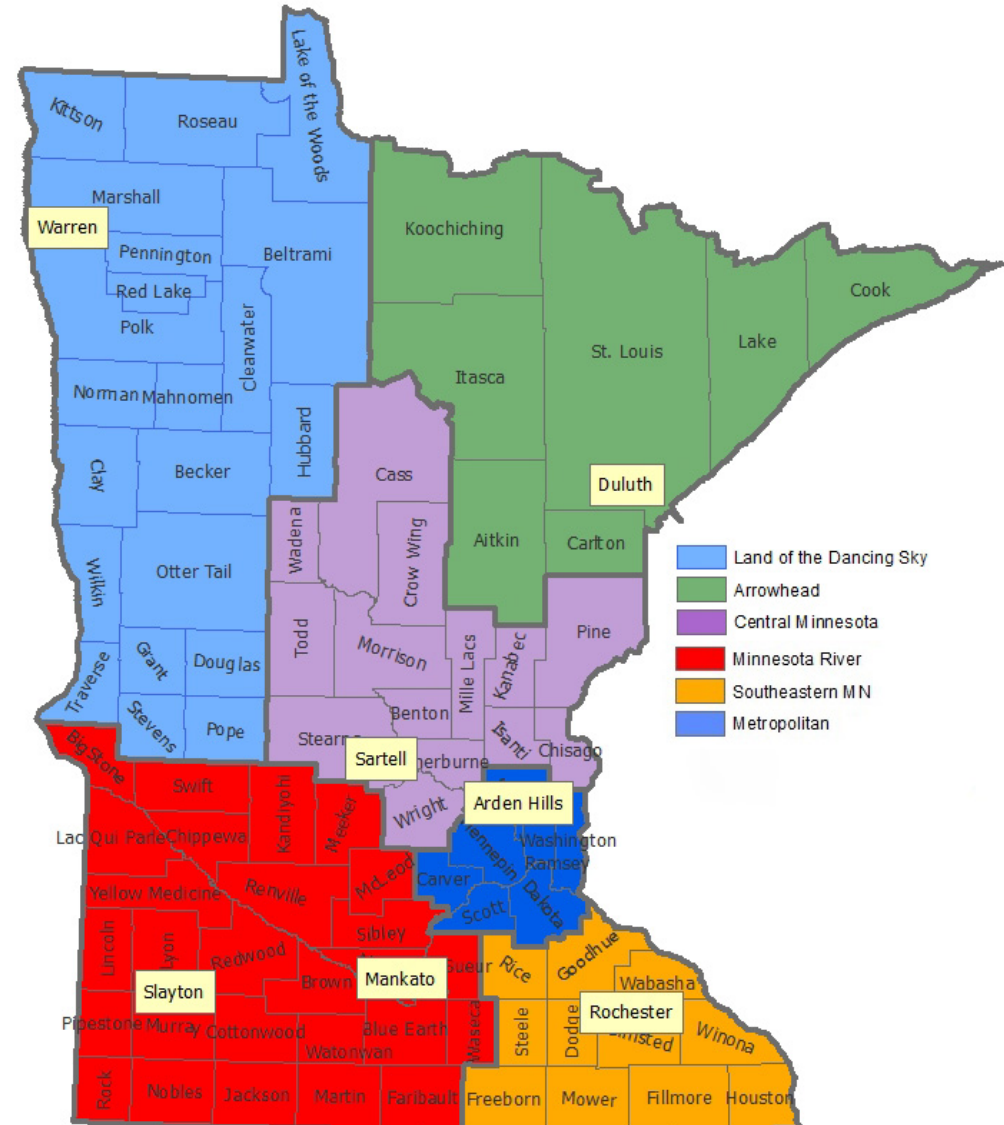 Lake of the Woods
Kittson
Roseau
Marshall
Warren
Koochiching
Pennington
Beltrami
Red Lake
Cook
Polk
Clearwater
Lake
St. Louis
Itasca
Norman
Mahnomen
Hubbard
Clay
Becker
Cass
Duluth
Wadena
Crow Wing
Aitkin
Carlton
Wilkin
Otter Tail
Land of the Dancing Sky
Arrowhead
Central Minnesota
Minnesota River
Southeastern MN
Metropolitan
Todd
Morrison
Mille Lacs
Kanabec
Pine
Traverse
Grant
Douglas
Stevens
Pope
Benton
Stearns
Isanti
Chisago
Sartell
herburne
Big Stone
Swift
Kandiyohi
Meeker
Wright
Arden Hills
Lac Qui Parle
Chippewa
Hennepin
Washington
Ramsey
McLeod
Carver
Yellow Medicine
Renville
Scott
Dakota
Sibley
Lincoln
Lyon
Redwood
Brown
Mankato
Sueur
Rice
Goodhue
Wabasha
Slayton
Rochester
Pipestone
Murray
Cottonwood
Watonwan
Blue Earth
Waseca
Steele
Dodge
Olmsted
Winona
Rock
Nobles
Jackson
Martin
Faribault
Freeborn
Mower
Fillmore
Houston